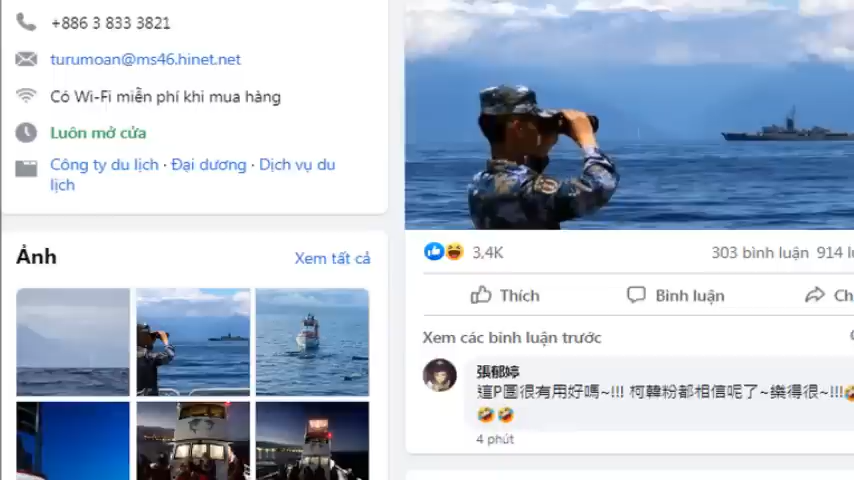 +886 3 833 3821
turumoan@ms46.hinet.net
Có Wi-Fi miễn phí khi mua hàng
Luôn mở cửa
Công ty du lịch · Đại dương · Dịch vụ du
lịch
Ảnh
Xem tất cả
3,4K
303 bình luận 914
Thích
Bình luận
Xem các bình luận trước
張郁婷
這P圖很有用好嗎~!!! 柯韓粉都相信呢了~樂得很~!!!
4 phút